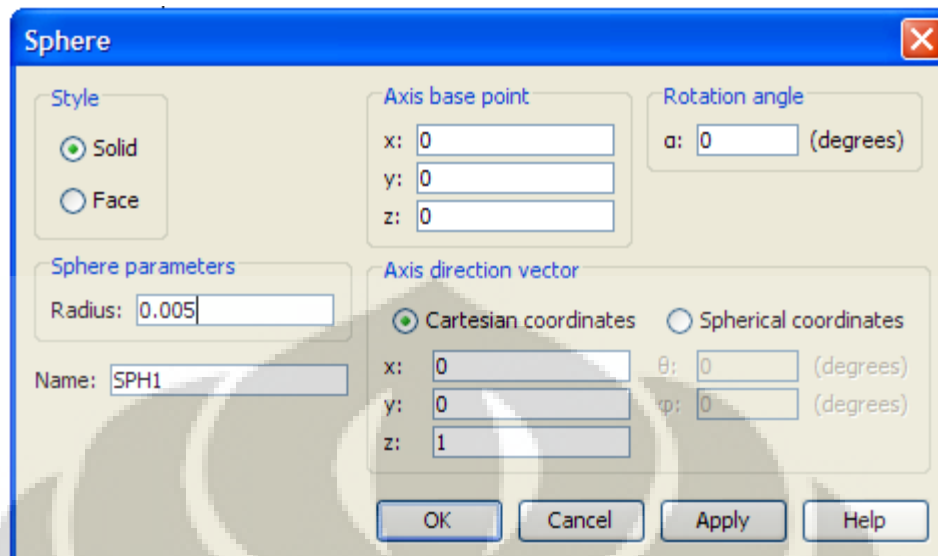 Sphere
Style
Solid
Face
Sphere parameters
Radius: 0.005
Name: SPH1
Axis base point
x: 0
y: 0
z: 0
Rotation angle
α: 0 (degrees)
Axis direction vector
Cartesian coordinates
Spherical coordinates
x: 0
y: 0
z: 1
θ: 0 (degrees)
φ: 0 (degrees)
OK
Cancel
Apply
Help